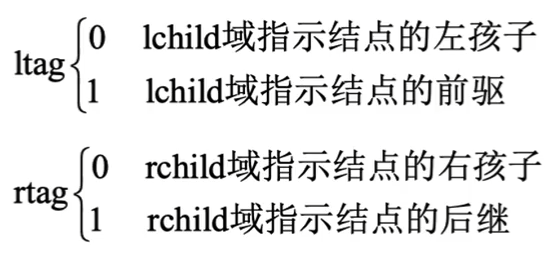 ltag { 0 lchild域指示结点的左孩子
1 lchild域指示结点的前驱
rtag { 0 rchild域指示结点的右孩子
1 rchild域指示结点的后继